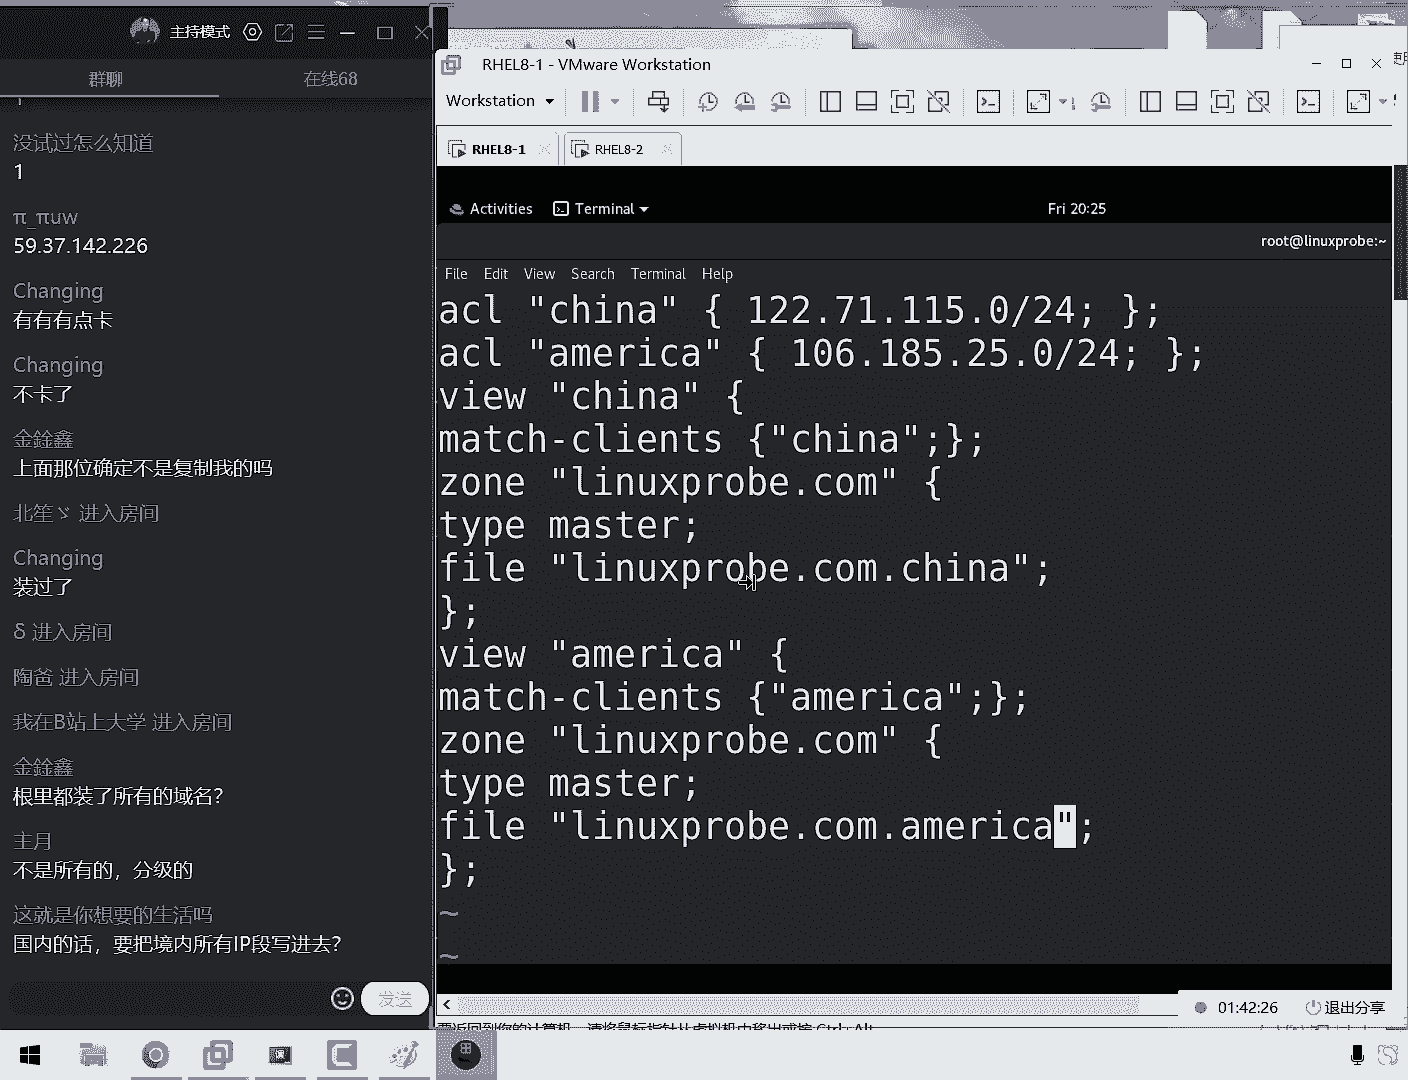 主持模式
群聊
在线68
没试过怎么知道
1
π_πuw
59.37.142.226
Changing
有有有点卡
Changing
不卡了
金銓鑫
上面那位确定不是复制我的吗
北笙ゞ 进入房间
Changing
装过了
δ 进入房间
陶爸 进入房间
我在B站上大学 进入房间
金銓鑫
根里都装了所有的域名？
主月
不是所有的，分级的
这就是你想要的生活吗
国内的话，要把境内所有IP段写进去？
发送
RHEL8-1 - VMware Workstation
Workstation
RHEL8-1
RHEL8-2
Activities
Terminal
Fri 20:25
root@linuxprobe:~
File Edit View Search Terminal Help
acl "china" { 122.71.115.0/24; };
acl "america" { 106.185.25.0/24; };
view "china" {
match-clients {"china";};
zone "linuxprobe.com" {
type master;
file "linuxprobe.com.china";
};
view "america" {
match-clients {"america";};
zone "linuxprobe.com" {
type master;
file "linuxprobe.com.america";
};
~
~
01:42:26
退出分享